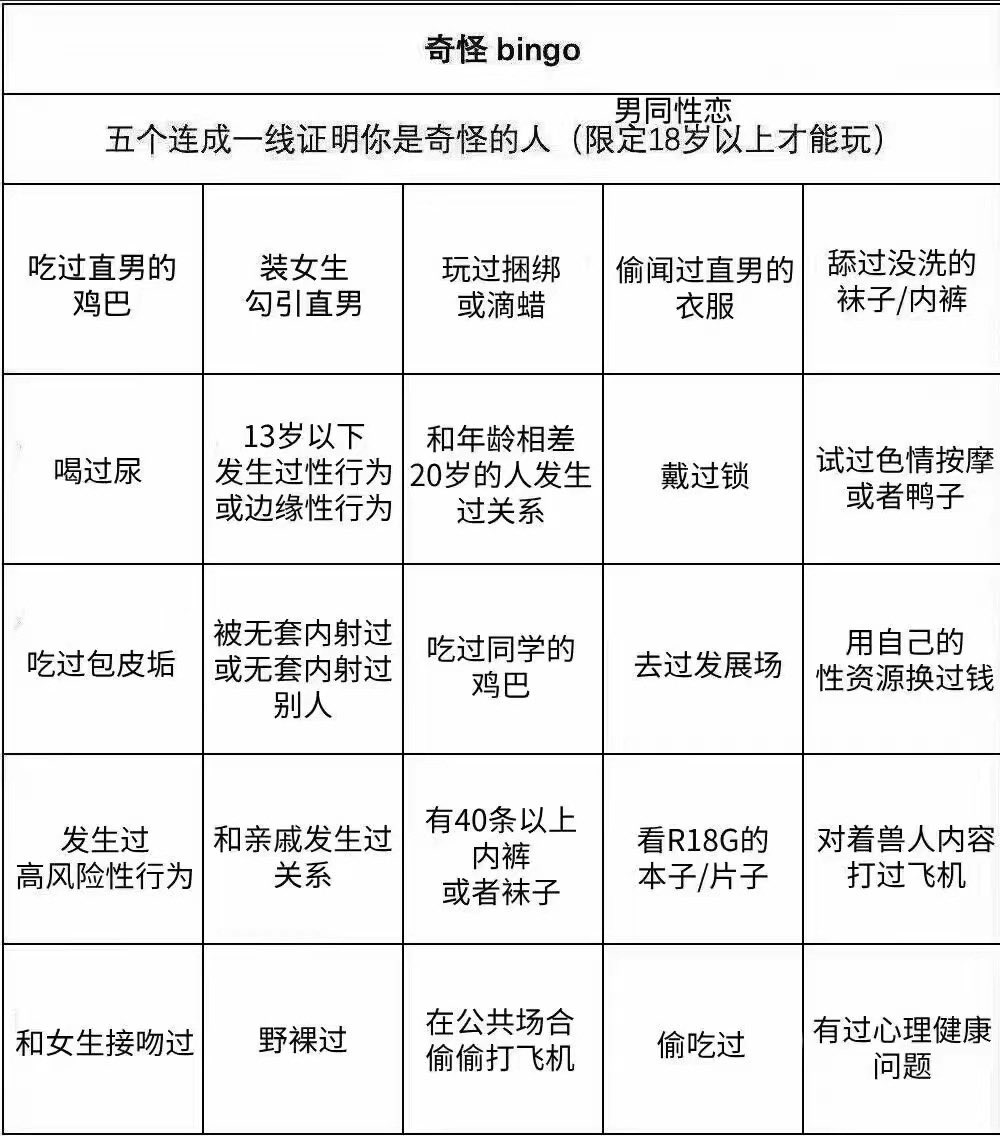 奇怪 bingo
男同性恋
五个连成一线证明你是奇怪的人（限定18岁以上才能玩）
吃过直男的
鸡巴
装女生
勾引直男
玩过捆绑
或滴蜡
偷闻过直男的
衣服
舔过没洗的
袜子/内裤
喝过尿
13岁以下
发生过性行为
或边缘性行为
和年龄相差
20岁的人发生
过关系
戴过锁
试过色情按摩
或者鸭子
吃过包皮垢
被无套内射过
或无套内射过
别人
吃过同学的
鸡巴
去过发展场
用自己的
性资源换过钱
发生过
高风险性行为
和亲戚发生过
关系
有40条以上
内裤
或者袜子
看R18G的
本子/片子
对着兽人内容
打过飞机
和女生接吻过
野裸过
在公共场合
偷偷打飞机
偷吃过
有过心理健康
问题